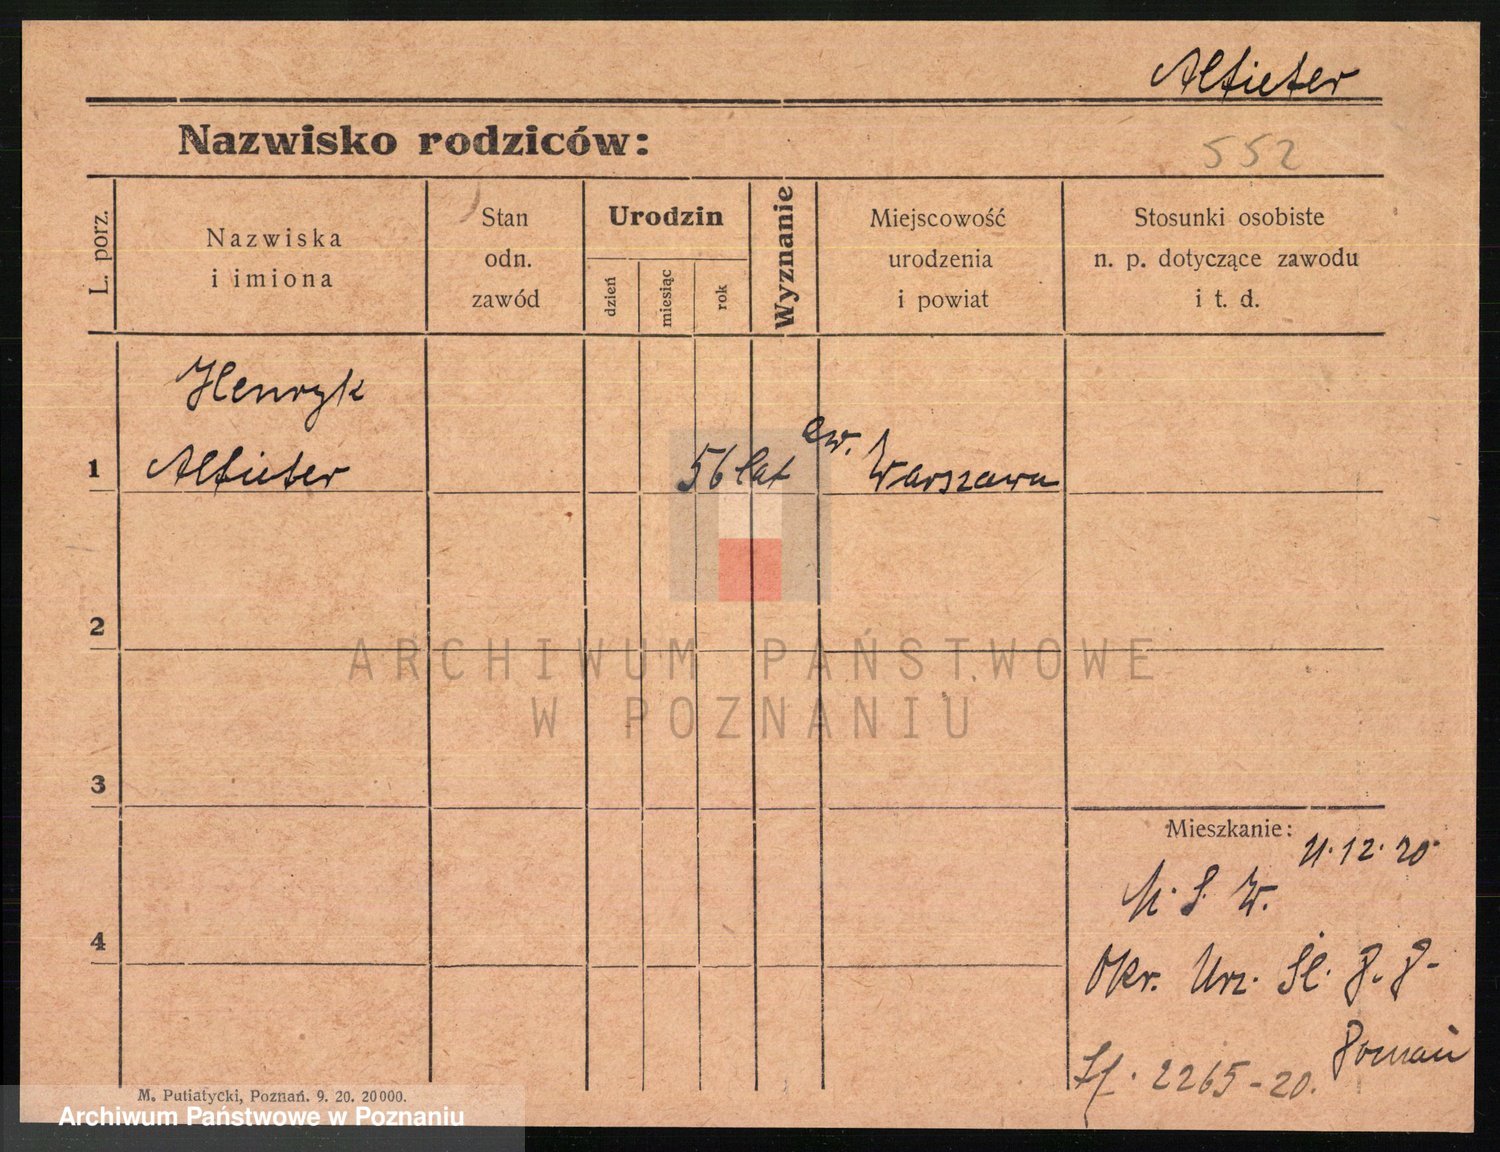 Alfieter
Nazwisko rodziców:
552
L. porz.
Nazwiska
i imiona
Stan
odn.
zawód
Urodzin
dzień
miesiąc
rok
Wyznanie
Miejscowość
urodzenia
i powiat
Stosunki osobiste
n. p. dotyczące zawodu
i t. d.
Henryk
1
Alfieter
56 lat
ew.
Warszawa
2
ARCHIWUM PAŃSTWOWE
W POZNANIU
3
Mieszkanie:
12. 20
M. S. W.
4
Okr. Urz. Śl. P. P.
Poznań
2265-20.
M. Putiatycki, Poznań. 9. 20. 20000.
Archiwum Państwowe w Poznaniu